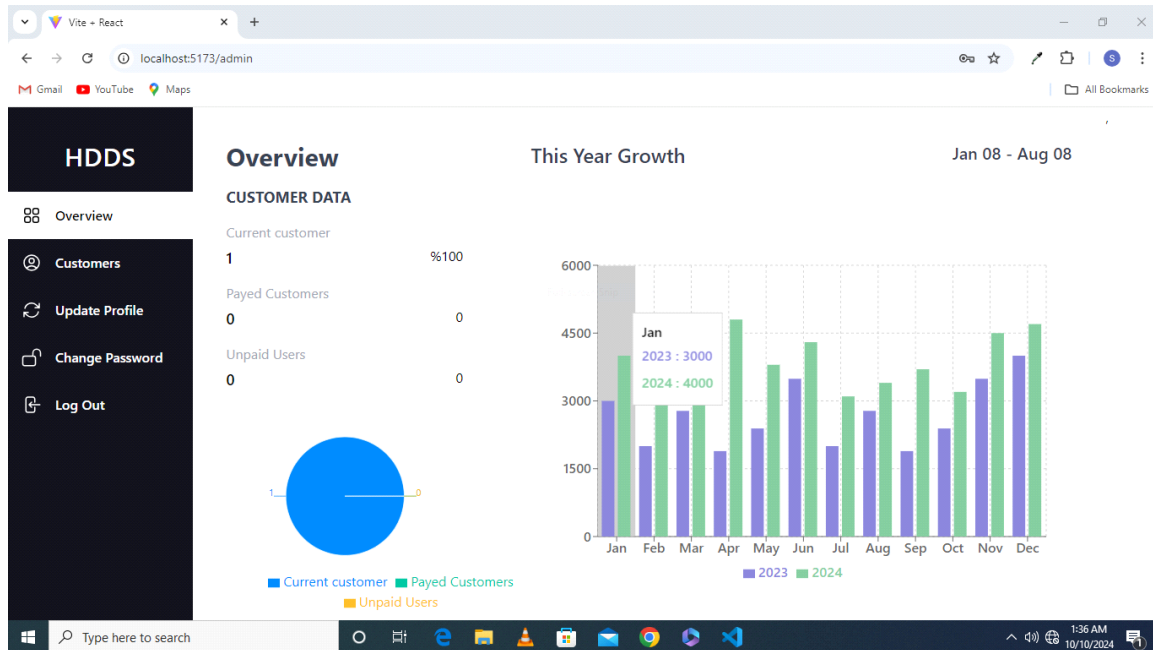 Vite + React
localhost:5173/admin
S
Gmail YouTube Maps All Bookmarks
HDDS
Overview
Customers
Update Profile
Change Password
Log Out
Overview
CUSTOMER DATA
Current customer
1 %100
Payed Customers
0 0
Unpaid Users
0 0
1 0
Current customer Payed Customers
Unpaid Users
This Year Growth Jan 08 - Aug 08
6000
4500
3000
1500
0
Jan
2023 : 3000
2024 : 4000
Jan Feb Mar Apr May Jun Jul Aug Sep Oct Nov Dec
2023 2024
Type here to search
1:36 AM
10/10/2024
1